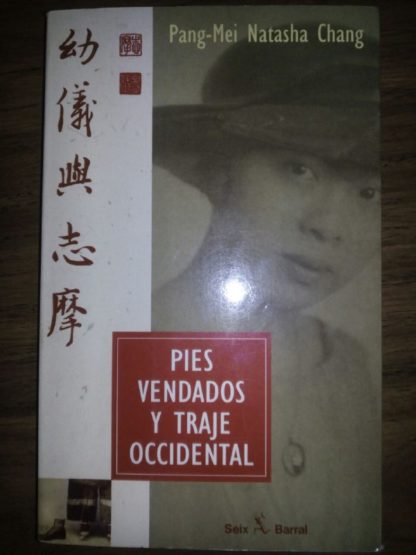 Pang-Mei Natasha Chang
幼儀與志摩
PIES
VENDADOS
Y TRAJE
OCCIDENTAL
Seix Barral